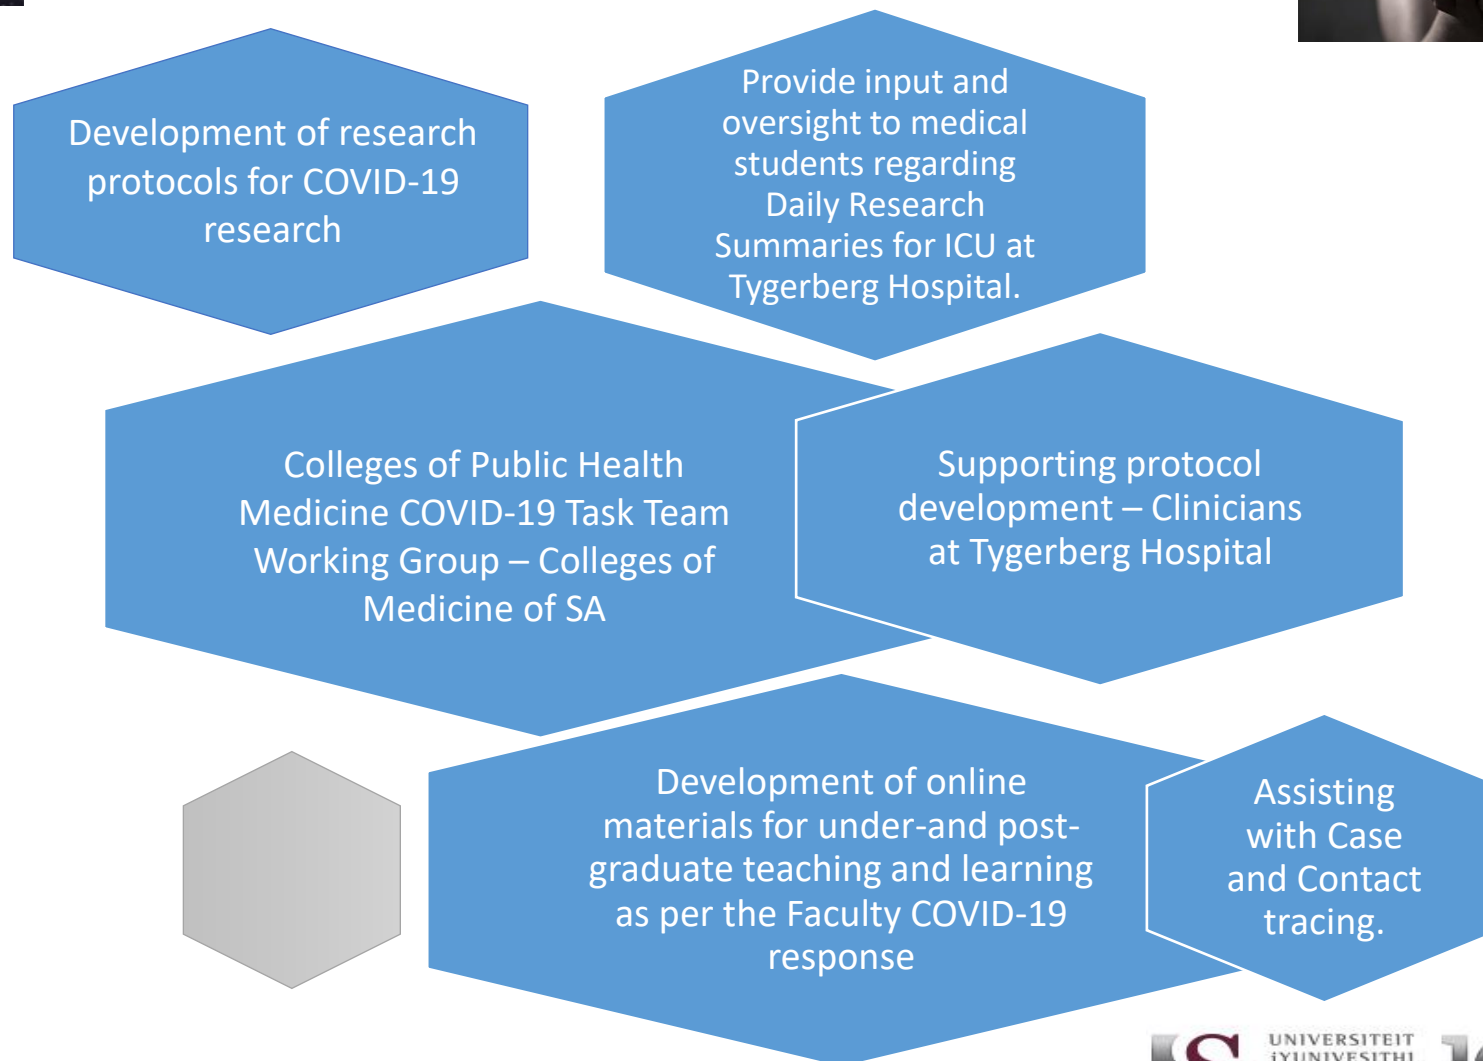 Development of research
protocols for COVID-19
research
Provide input and
oversight to medical
students regarding
Daily Research
Summaries for ICU at
Tygerberg Hospital.
Colleges of Public Health
Medicine COVID-19 Task Team
Working Group – Colleges of
Medicine of SA
Supporting protocol
development – Clinicians
at Tygerberg Hospital
Development of online
materials for under-and post-
graduate teaching and learning
as per the Faculty COVID-19
response
Assisting
with Case
and Contact
tracing.
UNIVERSITEIT
iYUNIVESITHI